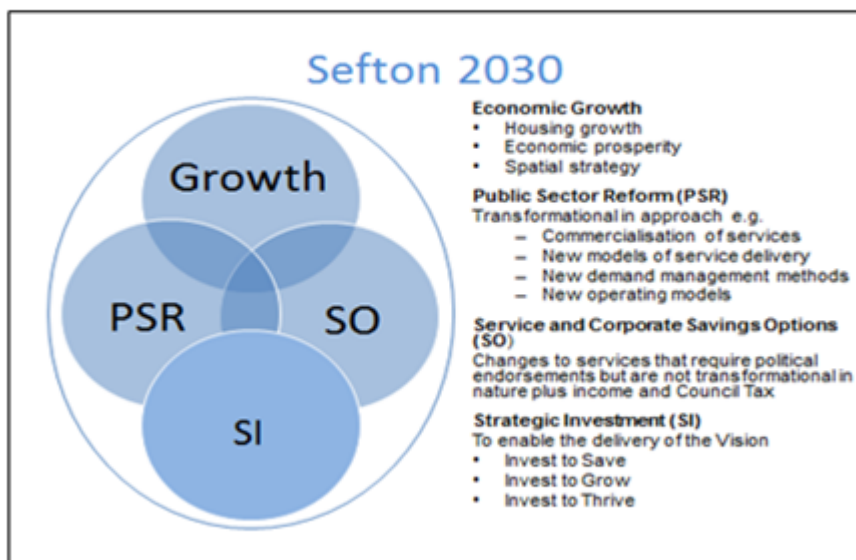 Sefton 2030
Growth
PSR
SO
SI
Economic Growth
• Housing growth
• Economic prosperity
• Spatial strategy
Public Sector Reform (PSR)
Transformational in approach e.g.
– Commercialisation of services
– New models of service delivery
– New demand management methods
– New operating models
Service and Corporate Savings Options
(SO)
Changes to services that require political
endorsements but are not transformational in
nature plus income and Council Tax
Strategic Investment (SI)
To enable the delivery of the Vision
• Invest to Save
• Invest to Grow
• Invest to Thrive